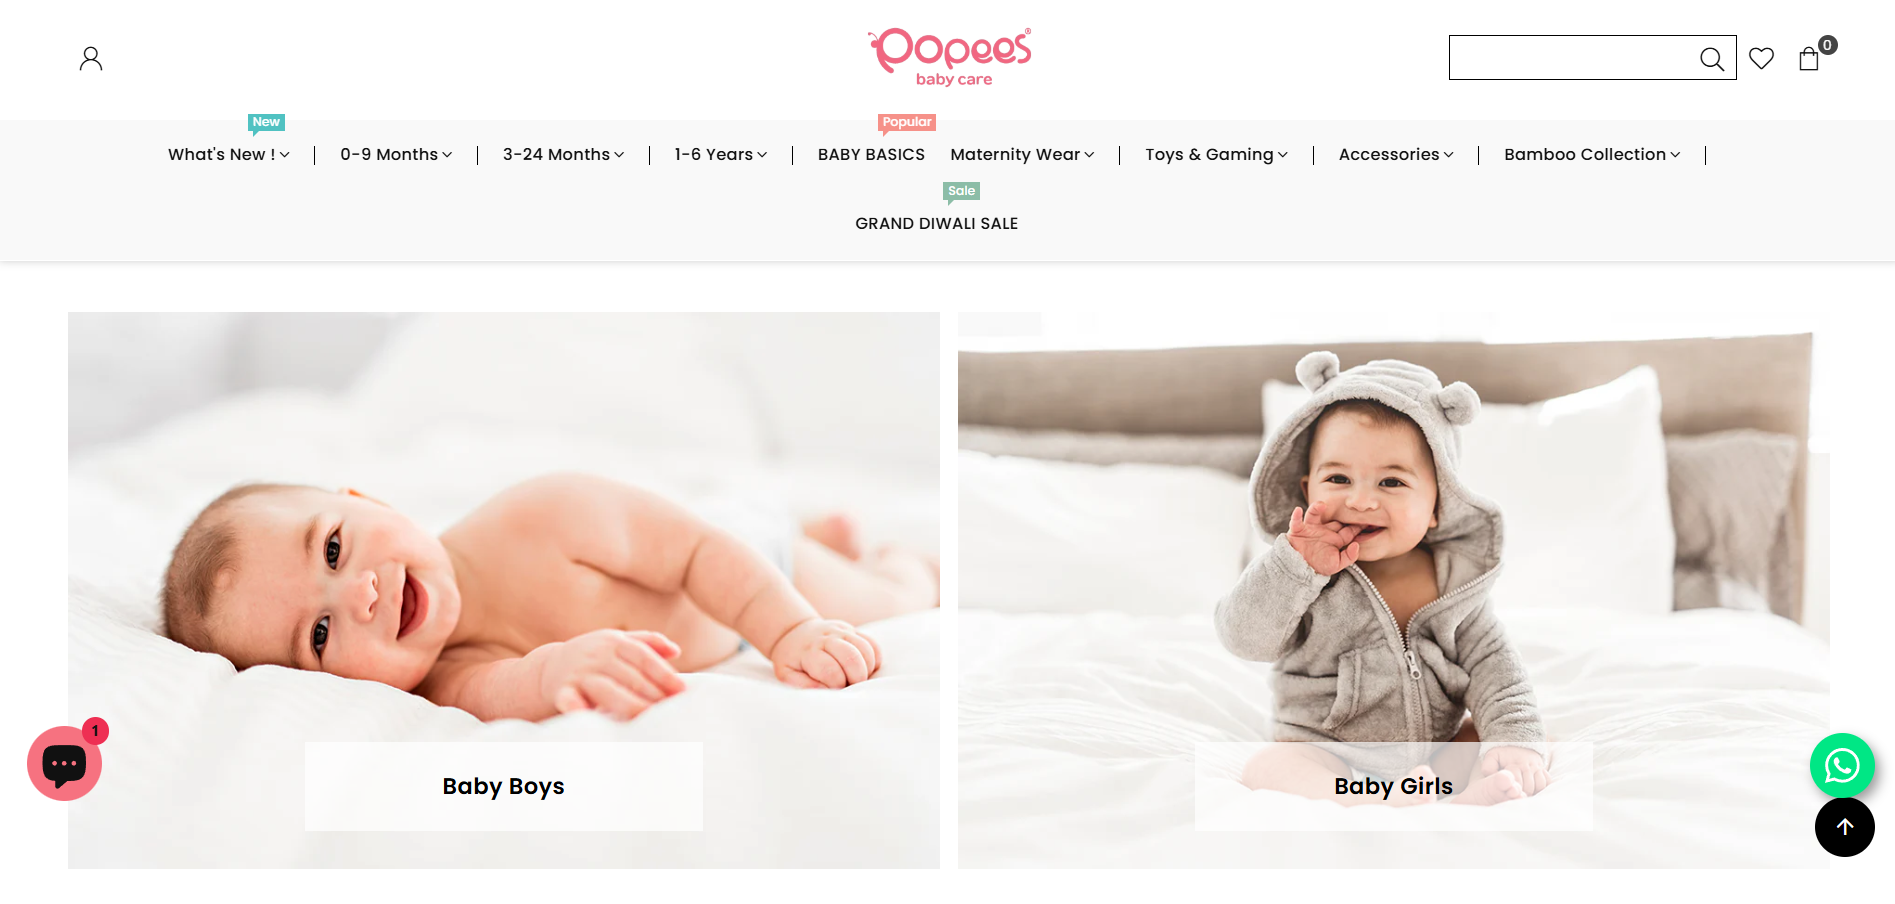 Popees®
baby care
0
New
Popular
What's New !
0-9 Months
3-24 Months
1-6 Years
BABY BASICS
Maternity Wear
Toys & Gaming
Accessories
Bamboo Collection
Sale
GRAND DIWALI SALE
1
Baby Boys
Baby Girls